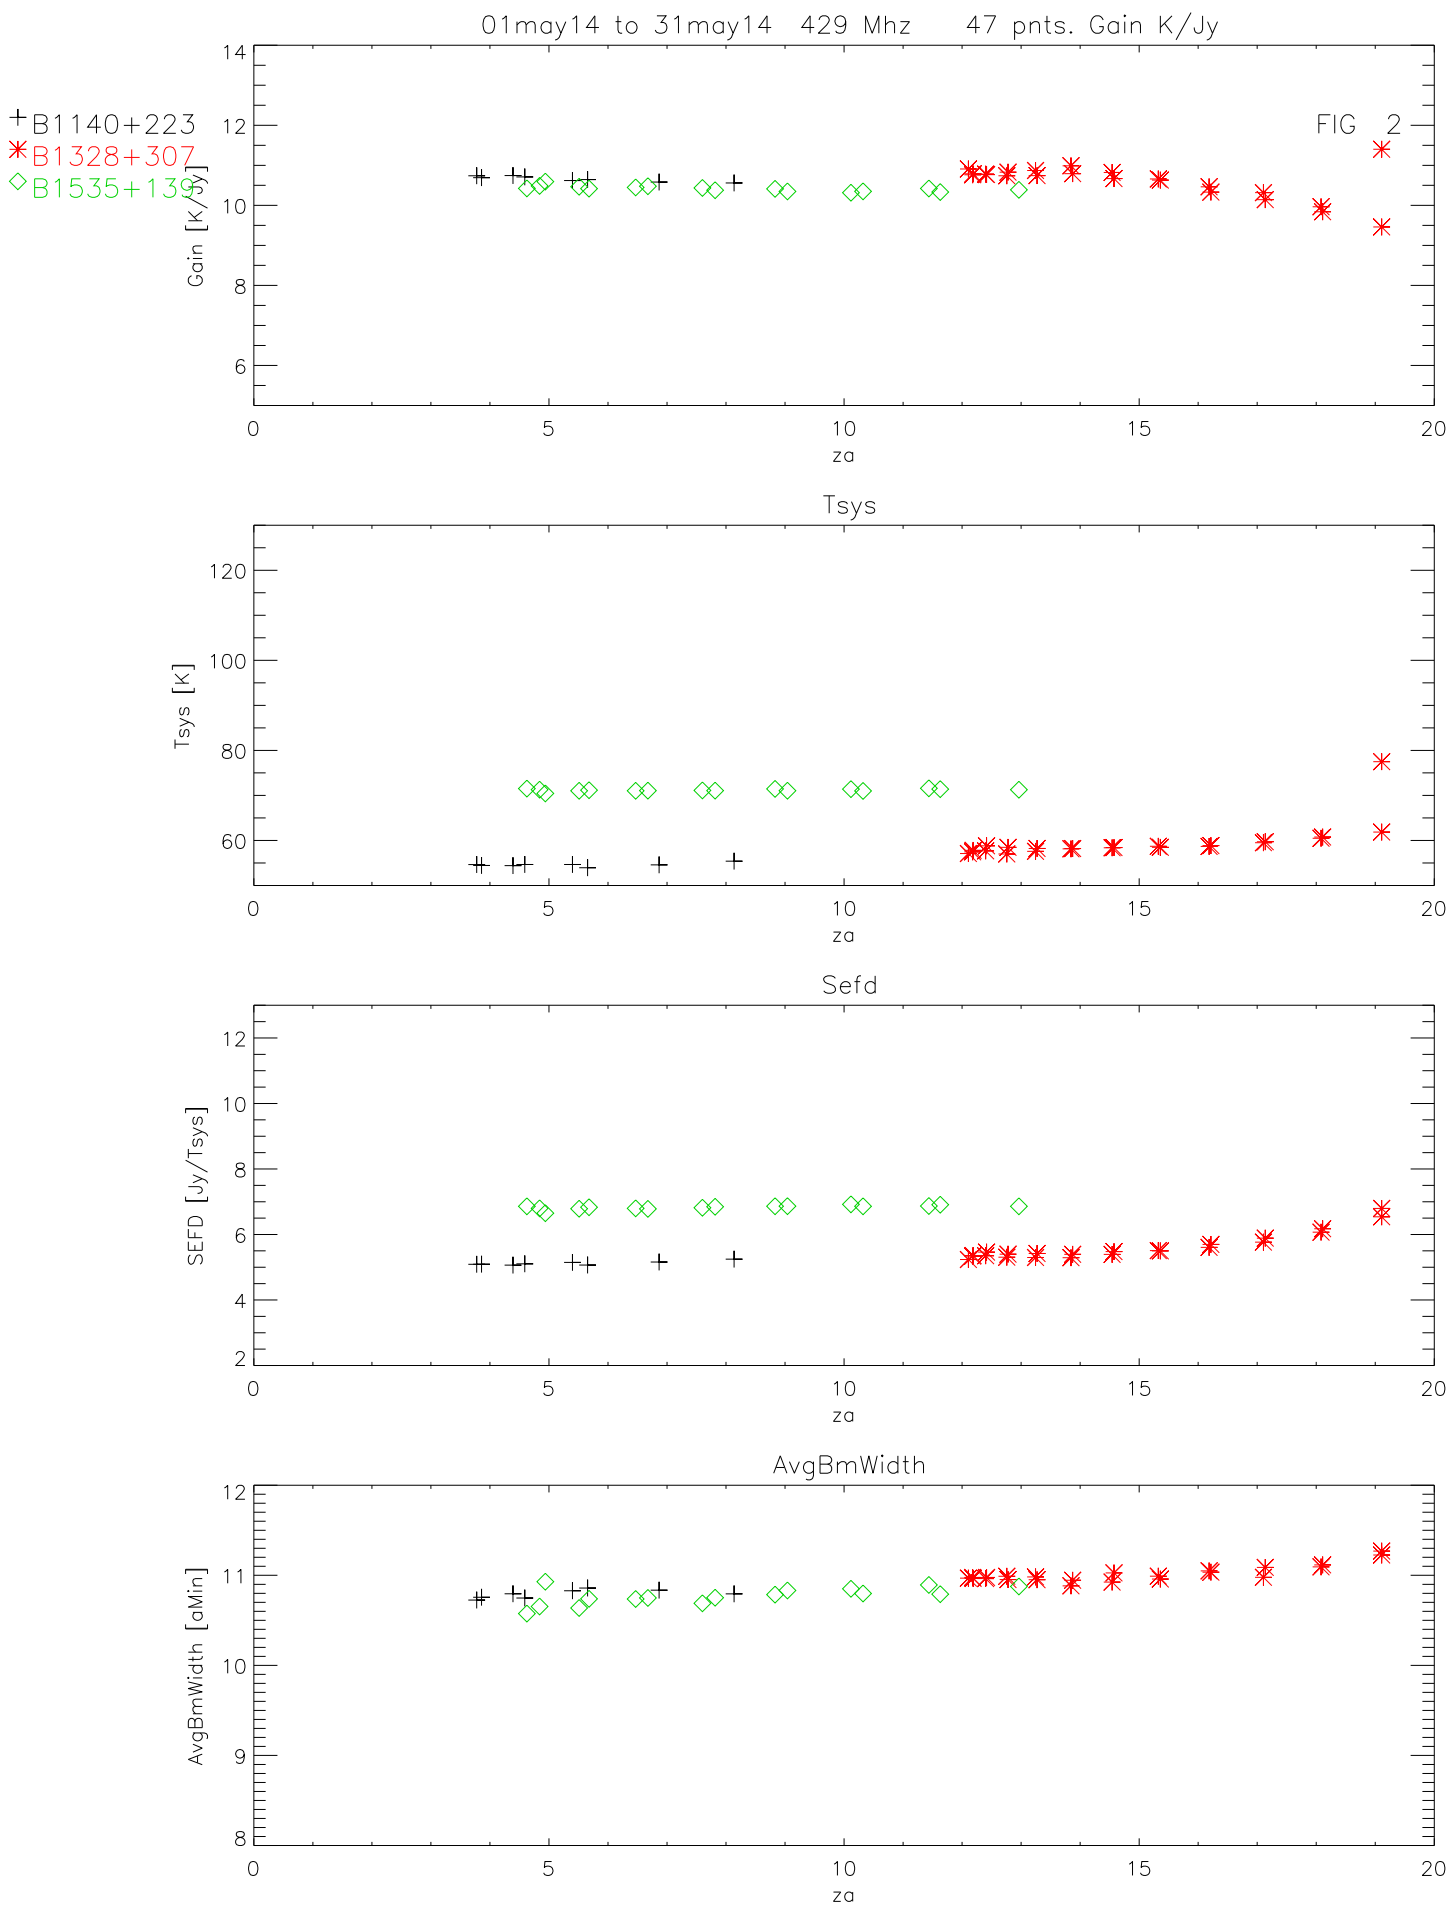 01may14 to 31may14 429 Mhz 47 pnts. Gain K/Jy
B1140+223
B1328+307
B1535+139
FIG 2
Gain [K/Jy]
14
12
10
8
6
0 5 10 15 20
za
Tsys
Tsys [K]
120
100
80
60
0 5 10 15 20
za
Sefd
SEFD [Jy/Tsys]
12
10
8
6
4
2
0 5 10 15 20
za
AvgBmWidth
AvgBmWidth [aMin]
12
11
10
9
8
0 5 10 15 20
za